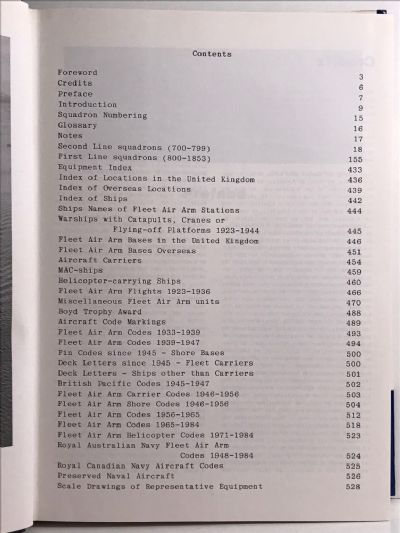 Contents
Foreword 3
Credits 6
Preface 7
Introduction 9
Squadron Numbering 15
Glossary 16
Notes 17
Second Line squadrons (700-799) 18
First Line squadrons (800-1853) 155
Equipment Index 433
Index of Locations in the United Kingdom 436
Index of Overseas Locations 439
Index of Ships 442
Ships Names of Fleet Air Arm Stations 444
Warships with Catapults, Cranes or
Flying-off Platforms 1923-1944 445
Fleet Air Arm Bases in the United Kingdom 446
Fleet Air Arm Bases Overseas 451
Aircraft Carriers 454
MAC-ships 459
Helicopter-carrying Ships 460
Fleet Air Arm Flights 1923-1936 466
Miscellaneous Fleet Air Arm units 470
Boyd Trophy Award 488
Aircraft Code Markings 489
Fleet Air Arm Codes 1933-1939 493
Fleet Air Arm Codes 1939-1947 494
Fin Codes since 1945 - Shore Bases 500
Deck Letters since 1945 - Fleet Carriers 500
Deck Letters - Ships other than Carriers 501
British Pacific Codes 1945-1947 502
Fleet Air Arm Carrier Codes 1946-1956 503
Fleet Air Arm Shore Codes 1946-1956 504
Fleet Air Arm Codes 1956-1965 512
Fleet Air Arm Codes 1965-1984 518
Fleet Air Arm Helicopter Codes 1971-1984 523
Royal Australian Navy Fleet Air Arm
Codes 1948-1984 524
Royal Canadian Navy Aircraft Codes 525
Preserved Naval Aircraft 526
Scale Drawings of Representative Equipment 528